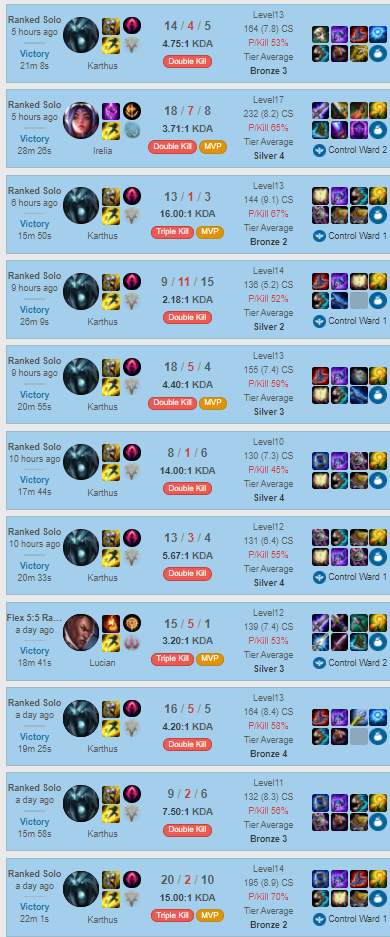 Ranked Solo
5 hours ago
Victory
21m 8s
Karthus
14 / 4 / 5
4.75:1 KDA
Double Kill
Level13
164 (7.8) CS
P/Kill 53%
Tier Average
Bronze 3
Ranked Solo
5 hours ago
Victory
28m 26s
Irelia
18 / 7 / 8
3.71:1 KDA
Double Kill MVP
Level17
232 (8.2) CS
P/Kill 65%
Tier Average
Silver 4
Control Ward 2
Ranked Solo
6 hours ago
Victory
15m 50s
Karthus
13 / 1 / 3
16.00:1 KDA
Triple Kill MVP
Level13
144 (9.1) CS
P/Kill 67%
Tier Average
Bronze 2
Control Ward 1
Ranked Solo
9 hours ago
Victory
26m 9s
Karthus
9 / 11 / 15
2.18:1 KDA
Double Kill
Level14
136 (5.2) CS
P/Kill 52%
Tier Average
Silver 2
Control Ward 1
Ranked Solo
9 hours ago
Victory
20m 55s
Karthus
18 / 5 / 4
4.40:1 KDA
Double Kill MVP
Level13
155 (7.4) CS
P/Kill 59%
Tier Average
Silver 3
Ranked Solo
10 hours ago
Victory
17m 44s
Karthus
8 / 1 / 6
14.00:1 KDA
Double Kill
Level10
130 (7.3) CS
P/Kill 45%
Tier Average
Silver 4
Ranked Solo
10 hours ago
Victory
20m 33s
Karthus
13 / 3 / 4
5.67:1 KDA
Double Kill
Level12
131 (6.4) CS
P/Kill 55%
Tier Average
Silver 4
Control Ward 1
Flex 5:5 Ra...
a day ago
Victory
18m 41s
Lucian
15 / 5 / 1
3.20:1 KDA
Triple Kill MVP
Level12
139 (7.4) CS
P/Kill 53%
Tier Average
Silver 3
Control Ward 2
Ranked Solo
a day ago
Victory
19m 25s
Karthus
16 / 5 / 5
4.20:1 KDA
Double Kill
Level13
164 (8.4) CS
P/Kill 58%
Tier Average
Bronze 4
Ranked Solo
a day ago
Victory
15m 58s
Karthus
9 / 2 / 6
7.50:1 KDA
Double Kill
Level11
132 (8.3) CS
P/Kill 56%
Tier Average
Bronze 3
Ranked Solo
a day ago
Victory
22m 1s
Karthus
20 / 2 / 10
15.00:1 KDA
Triple Kill MVP
Level14
195 (8.9) CS
P/Kill 70%
Tier Average
Bronze 2
Control Ward 1